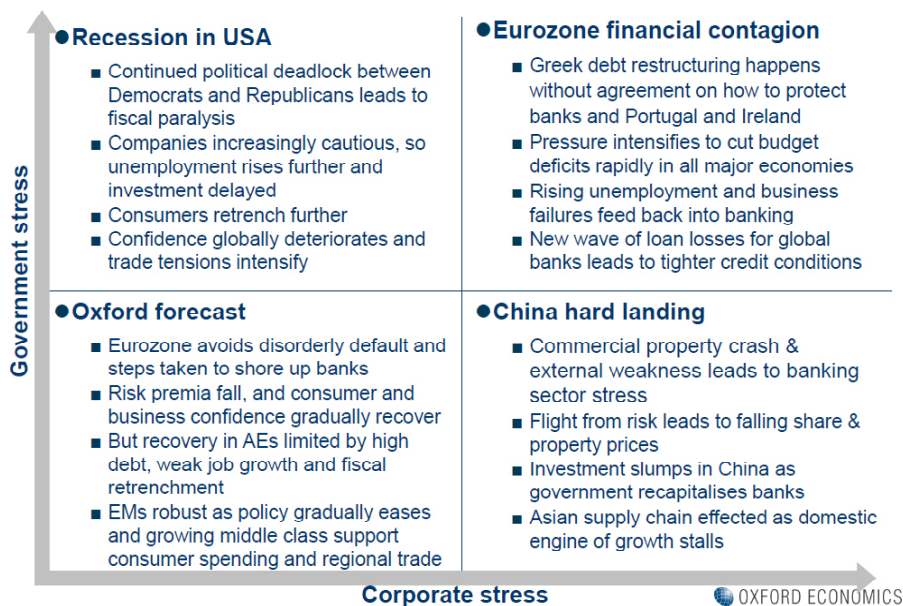 ● Recession in USA
■ Continued political deadlock between
Democrats and Republicans leads to
fiscal paralysis
■ Companies increasingly cautious, so
unemployment rises further and
investment delayed
■ Consumers retrench further
■ Confidence globally deteriorates and
trade tensions intensify
● Eurozone financial contagion
■ Greek debt restructuring happens
without agreement on how to protect
banks and Portugal and Ireland
■ Pressure intensifies to cut budget
deficits rapidly in all major economies
■ Rising unemployment and business
failures feed back into banking
■ New wave of loan losses for global
banks leads to tighter credit conditions
Government stress
● Oxford forecast
■ Eurozone avoids disorderly default and
steps taken to shore up banks
■ Risk premia fall, and consumer and
business confidence gradually recover
■ But recovery in AEs limited by high
debt, weak job growth and fiscal
retrenchment
■ EMs robust as policy gradually eases
and growing middle class support
consumer spending and regional trade
● China hard landing
■ Commercial property crash &
external weakness leads to banking
sector stress
■ Flight from risk leads to falling share &
property prices
■ Investment slumps in China as
government recapitalises banks
■ Asian supply chain effected as domestic
engine of growth stalls
Corporate stress
OXFORD ECONOMICS